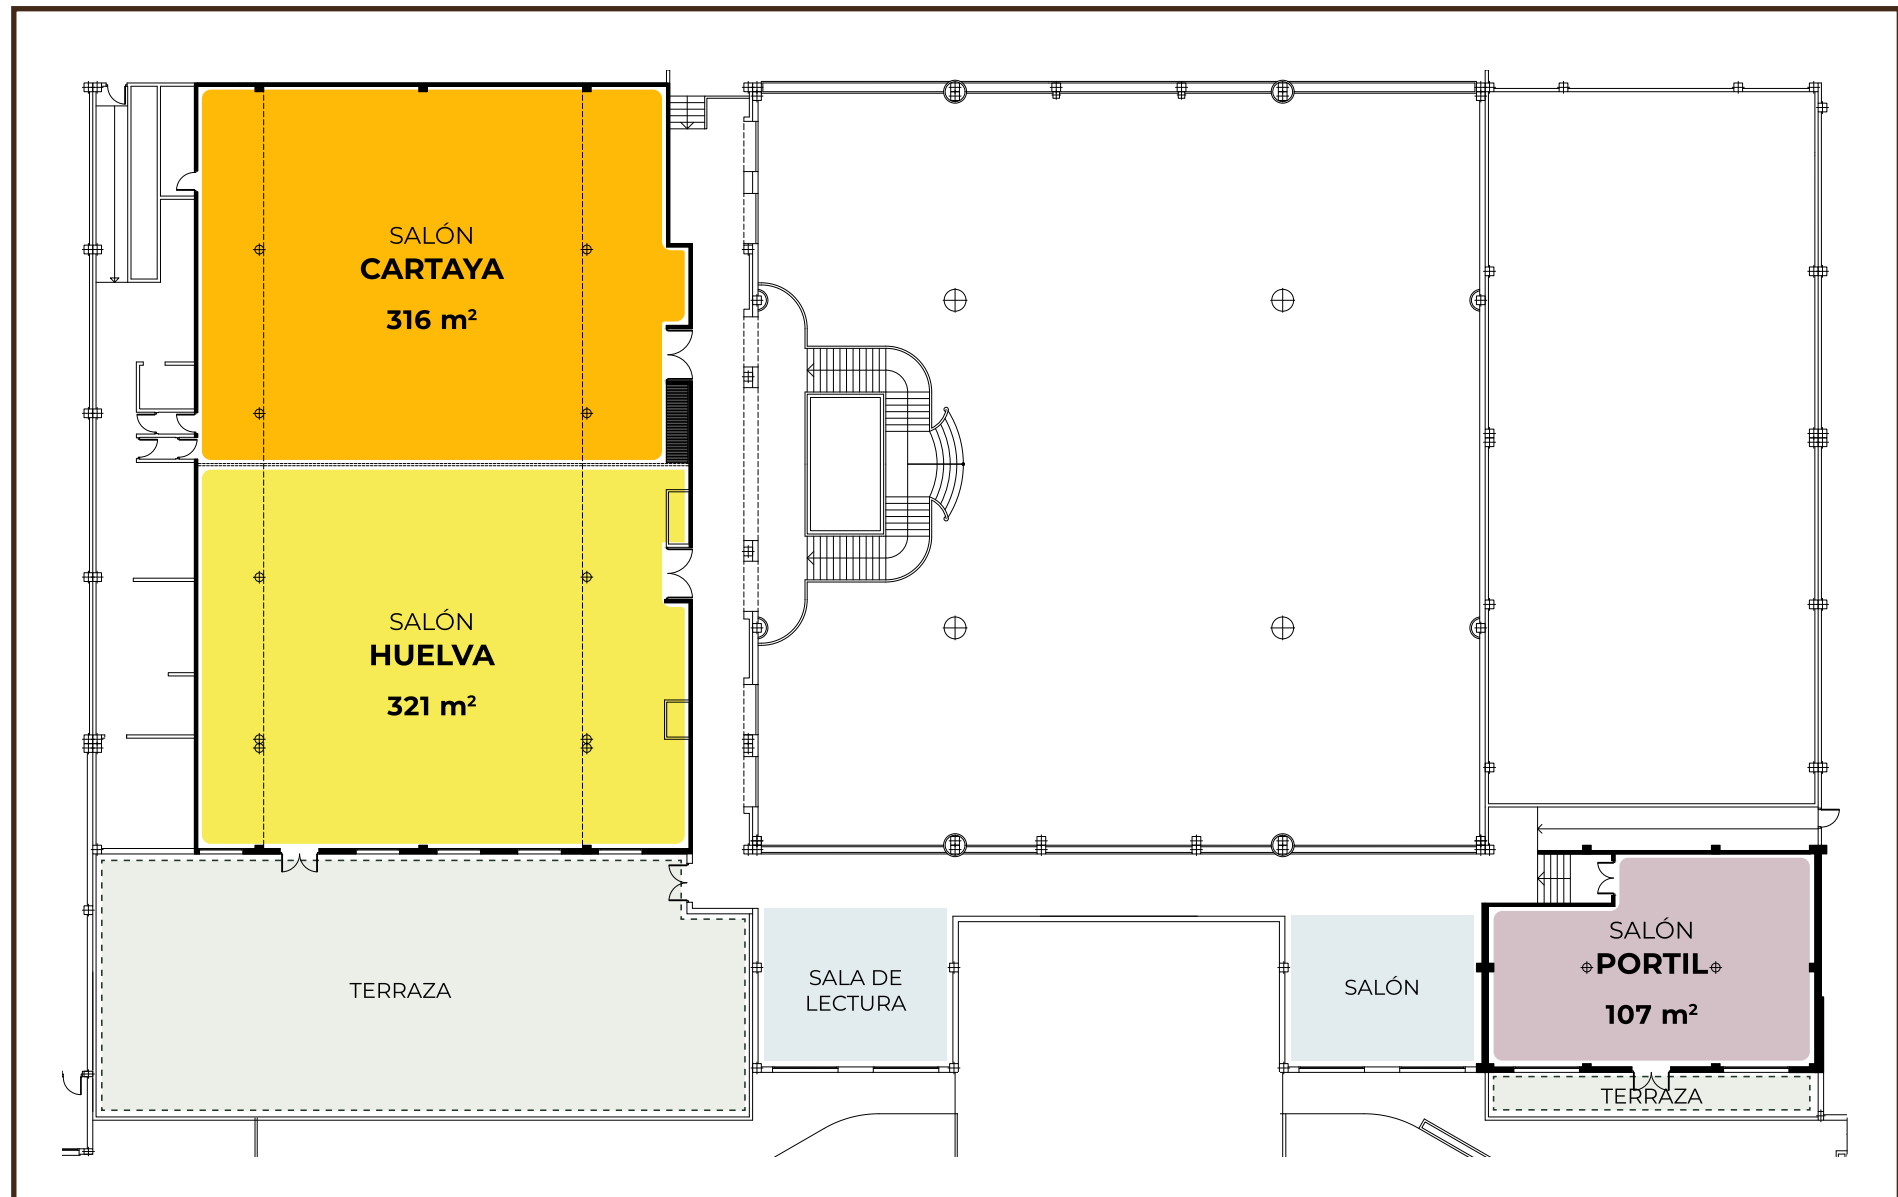 SALÓN
CARTAYA
316 m²
SALÓN
HUELVA
321 m²
TERRAZA
SALA DE
LECTURA
SALÓN
SALÓN
PORTIL
107 m²
TERRAZA